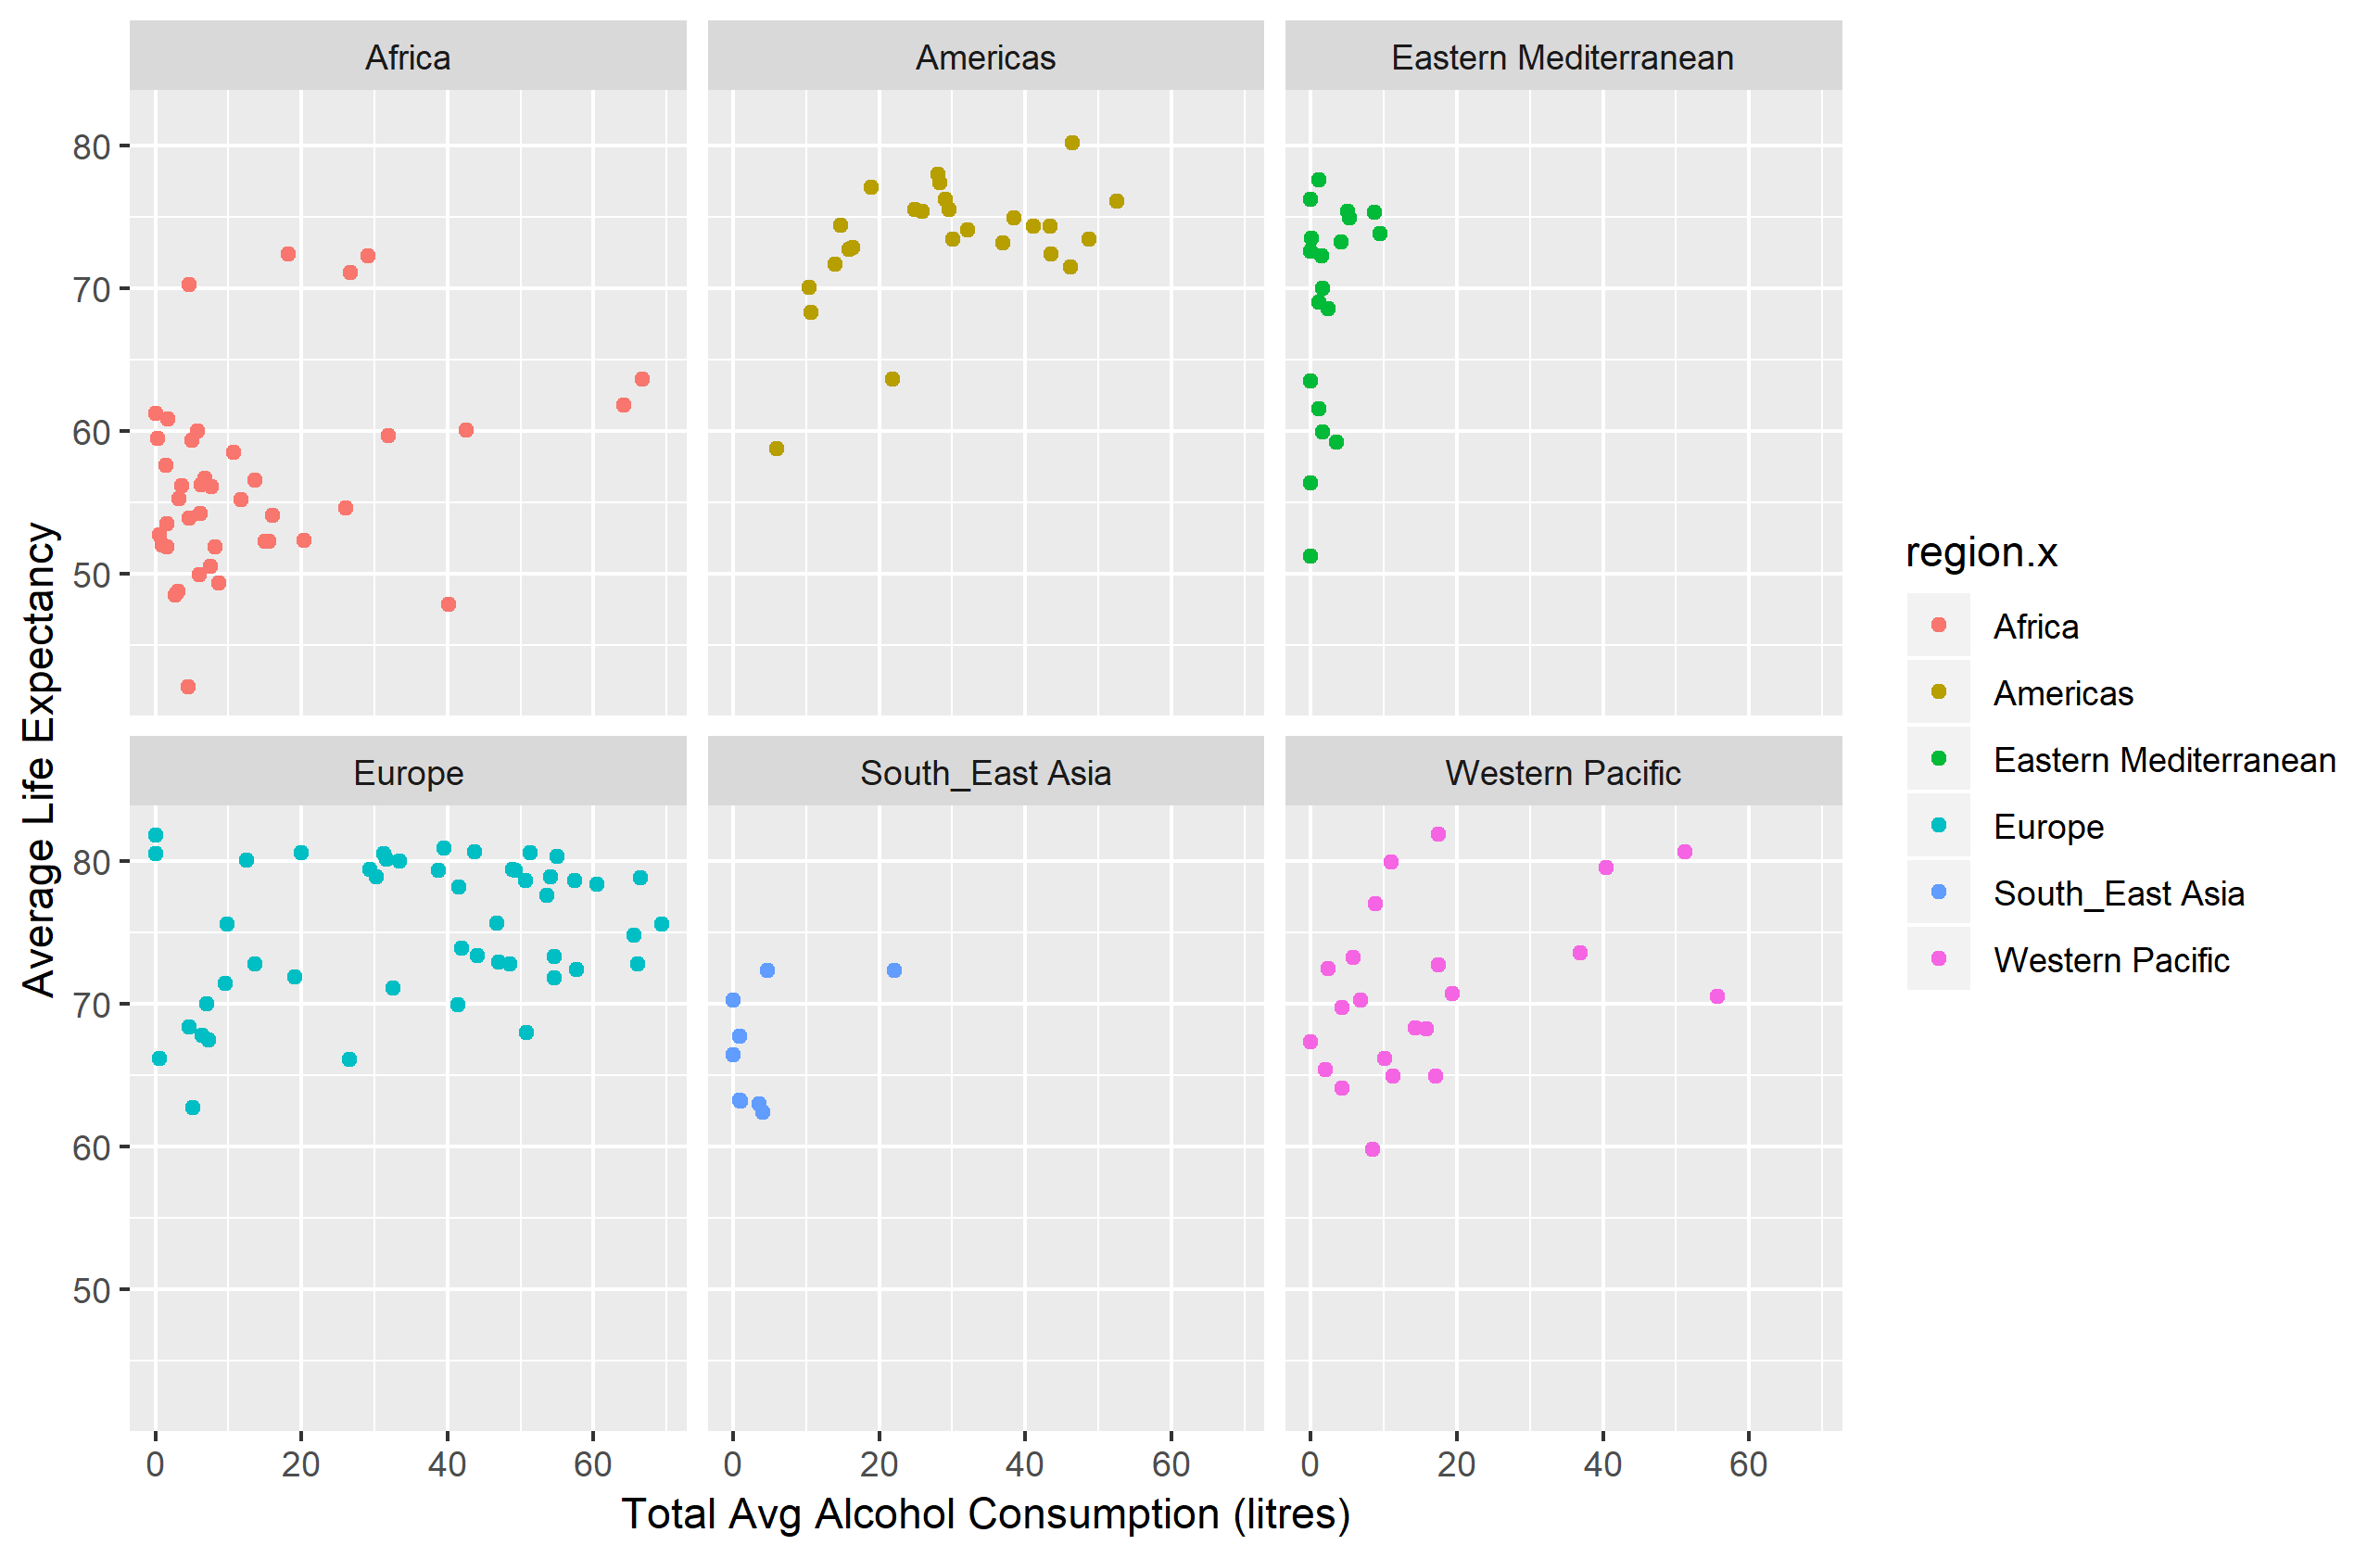 Africa
Americas
Eastern Mediterranean
80
70
60
50
Average Life Expectancy
Europe
South_East Asia
Western Pacific
80
70
60
50
0 20 40 60
0 20 40 60
0 20 40 60
Total Avg Alcohol Consumption (litres)
region.x
Africa
Americas
Eastern Mediterranean
Europe
South_East Asia
Western Pacific